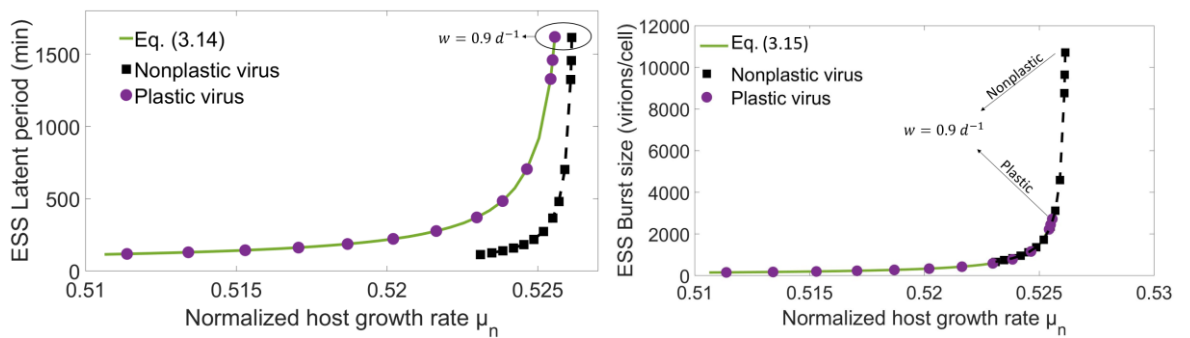 ESS Latent period (min)
1500
1000
500
0
Eq. (3.14)
Nonplastic virus
Plastic virus
w = 0.9 d⁻¹
0.51
0.515
0.52
0.525
Normalized host growth rate μₙ
ESS Burst size (virions/cell)
12000
10000
8000
6000
4000
2000
0
Eq. (3.15)
Nonplastic virus
Plastic virus
Nonplastic
w = 0.9 d⁻¹
Plastic
0.51
0.515
0.52
0.525
0.53
Normalized host growth rate μₙ